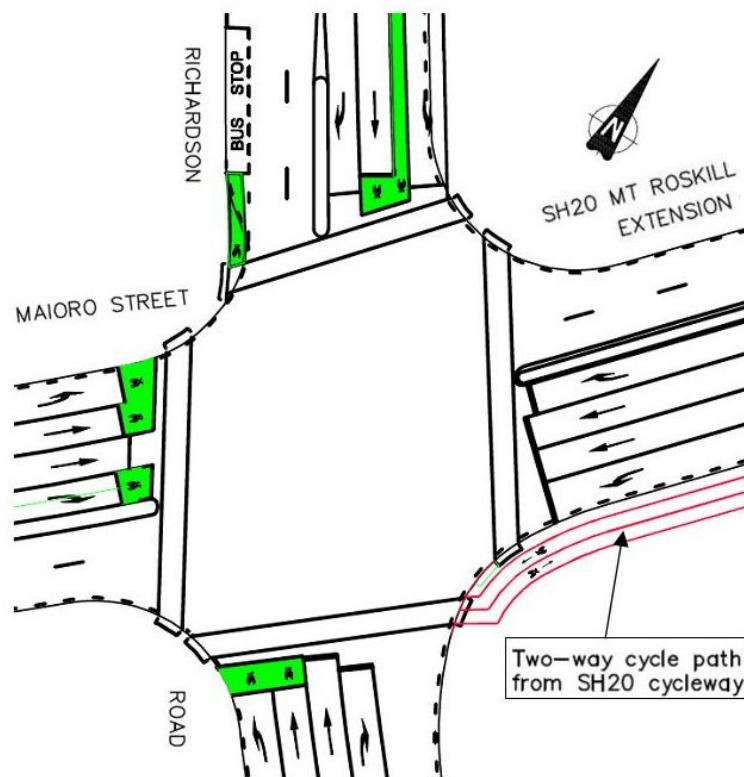 RICHARDSON
BUS STOP
N
SH20 MT ROSKILL
EXTENSION
MAIORO STREET
ROAD
Two-way cycle path
from SH20 cycleway